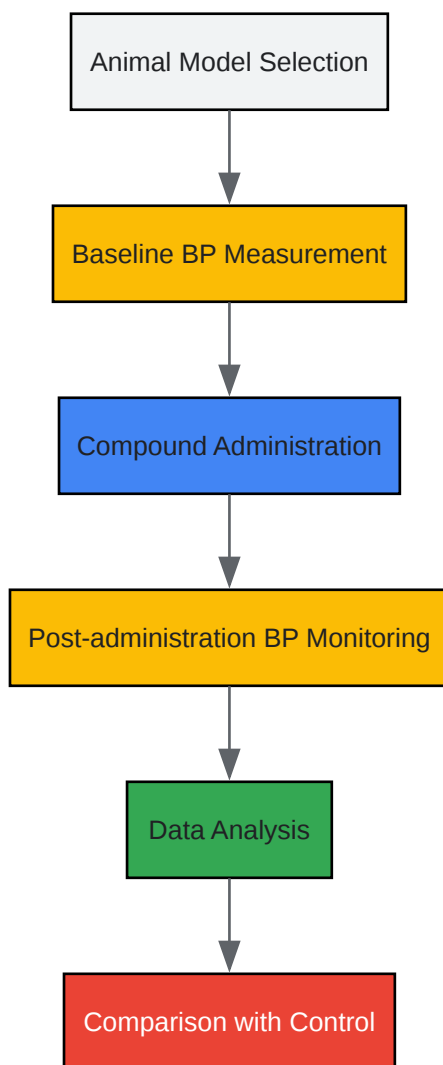 Animal Model Selection
Baseline BP Measurement
Compound Administration
Post-administration BP Monitoring
Data Analysis
Comparison with Control